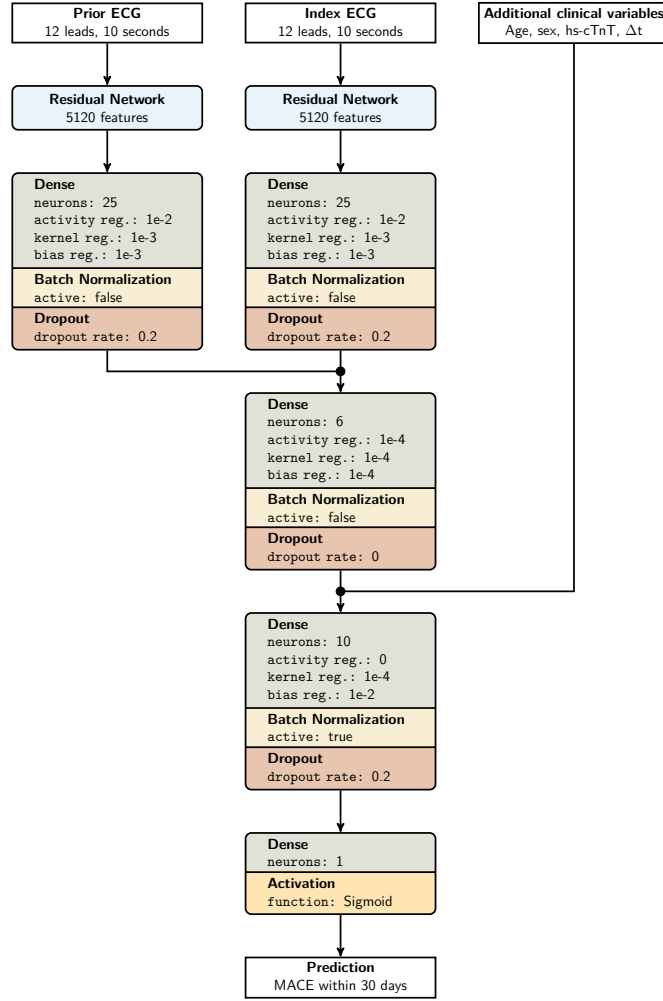 Prior ECG
12 leads, 10 seconds
Index ECG
12 leads, 10 seconds
Additional clinical variables
Age, sex, hs-cTnT, Δt
Residual Network
5120 features
Residual Network
5120 features
Dense
neurons: 25
activity reg.: 1e-2
kernel reg.: 1e-3
bias reg.: 1e-3
Batch Normalization
active: false
Dropout
dropout rate: 0.2
Dense
neurons: 25
activity reg.: 1e-2
kernel reg.: 1e-3
bias reg.: 1e-3
Batch Normalization
active: false
Dropout
dropout rate: 0.2
Dense
neurons: 6
activity reg.: 1e-4
kernel reg.: 1e-4
bias reg.: 1e-4
Batch Normalization
active: false
Dropout
dropout rate: 0
Dense
neurons: 10
activity reg.: 0
kernel reg.: 1e-4
bias reg.: 1e-2
Batch Normalization
active: true
Dropout
dropout rate: 0.2
Dense
neurons: 1
Activation
function: Sigmoid
Prediction
MACE within 30 days